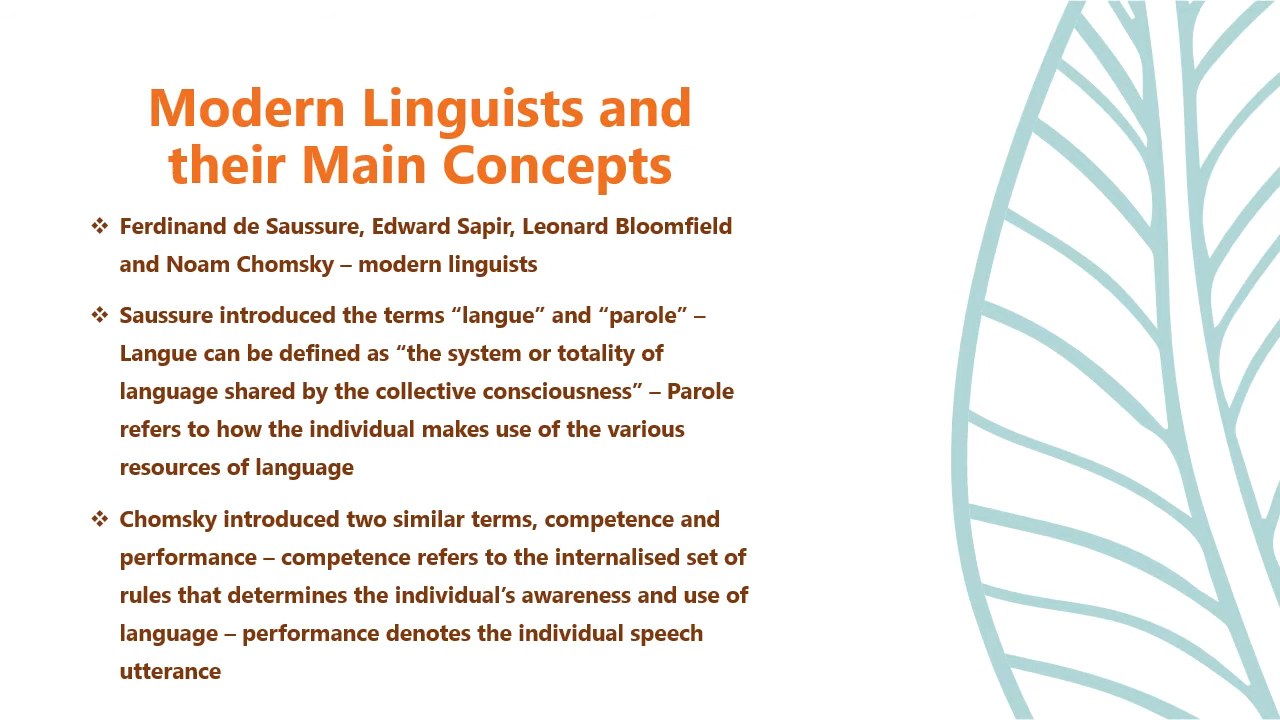 Modern Linguists and
their Main Concepts
❖ Ferdinand de Saussure, Edward Sapir, Leonard Bloomfield
and Noam Chomsky – modern linguists
❖ Saussure introduced the terms “langue” and “parole” –
Langue can be defined as “the system or totality of
language shared by the collective consciousness” – Parole
refers to how the individual makes use of the various
resources of language
❖ Chomsky introduced two similar terms, competence and
performance – competence refers to the internalised set of
rules that determines the individual’s awareness and use of
language – performance denotes the individual speech
utterance